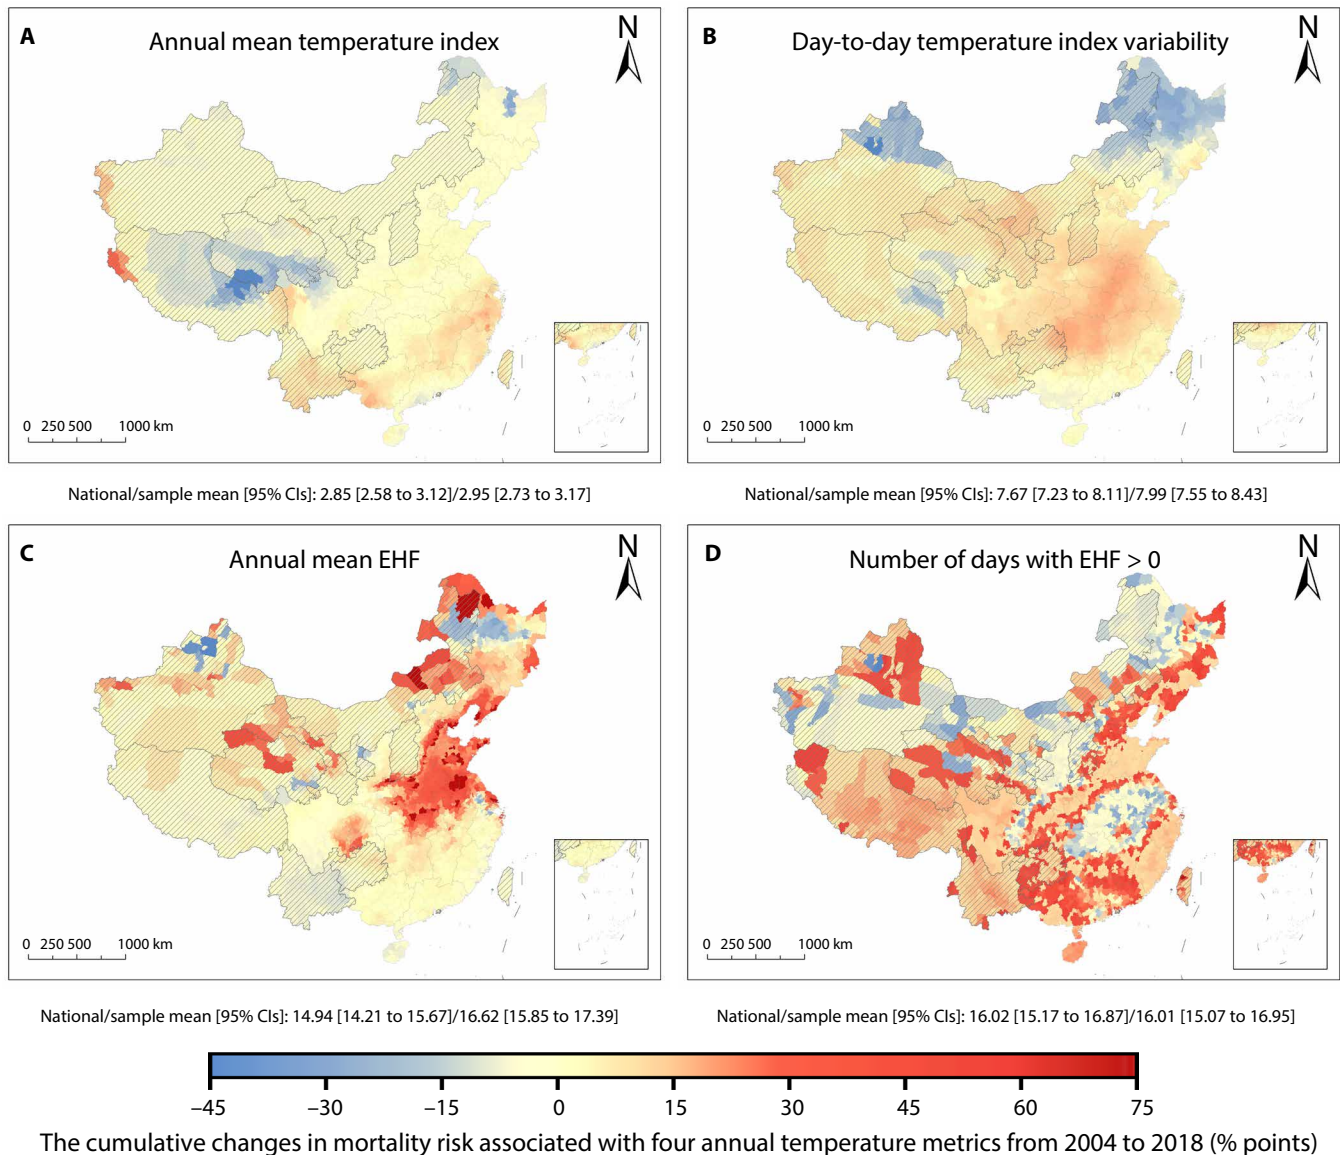 A
Annual mean temperature index
N
0 250 500 1000 km
National/sample mean [95% CIs]: 2.85 [2.58 to 3.12]/2.95 [2.73 to 3.17]
B
Day-to-day temperature index variability
N
0 250 500 1000 km
National/sample mean [95% CIs]: 7.67 [7.23 to 8.11]/7.99 [7.55 to 8.43]
C
Annual mean EHF
N
0 250 500 1000 km
National/sample mean [95% CIs]: 14.94 [14.21 to 15.67]/16.62 [15.85 to 17.39]
D
Number of days with EHF > 0
N
0 250 500 1000 km
National/sample mean [95% CIs]: 16.02 [15.17 to 16.87]/16.01 [15.07 to 16.95]
−45 −30 −15 0 15 30 45 60 75
The cumulative changes in mortality risk associated with four annual temperature metrics from 2004 to 2018 (% points)